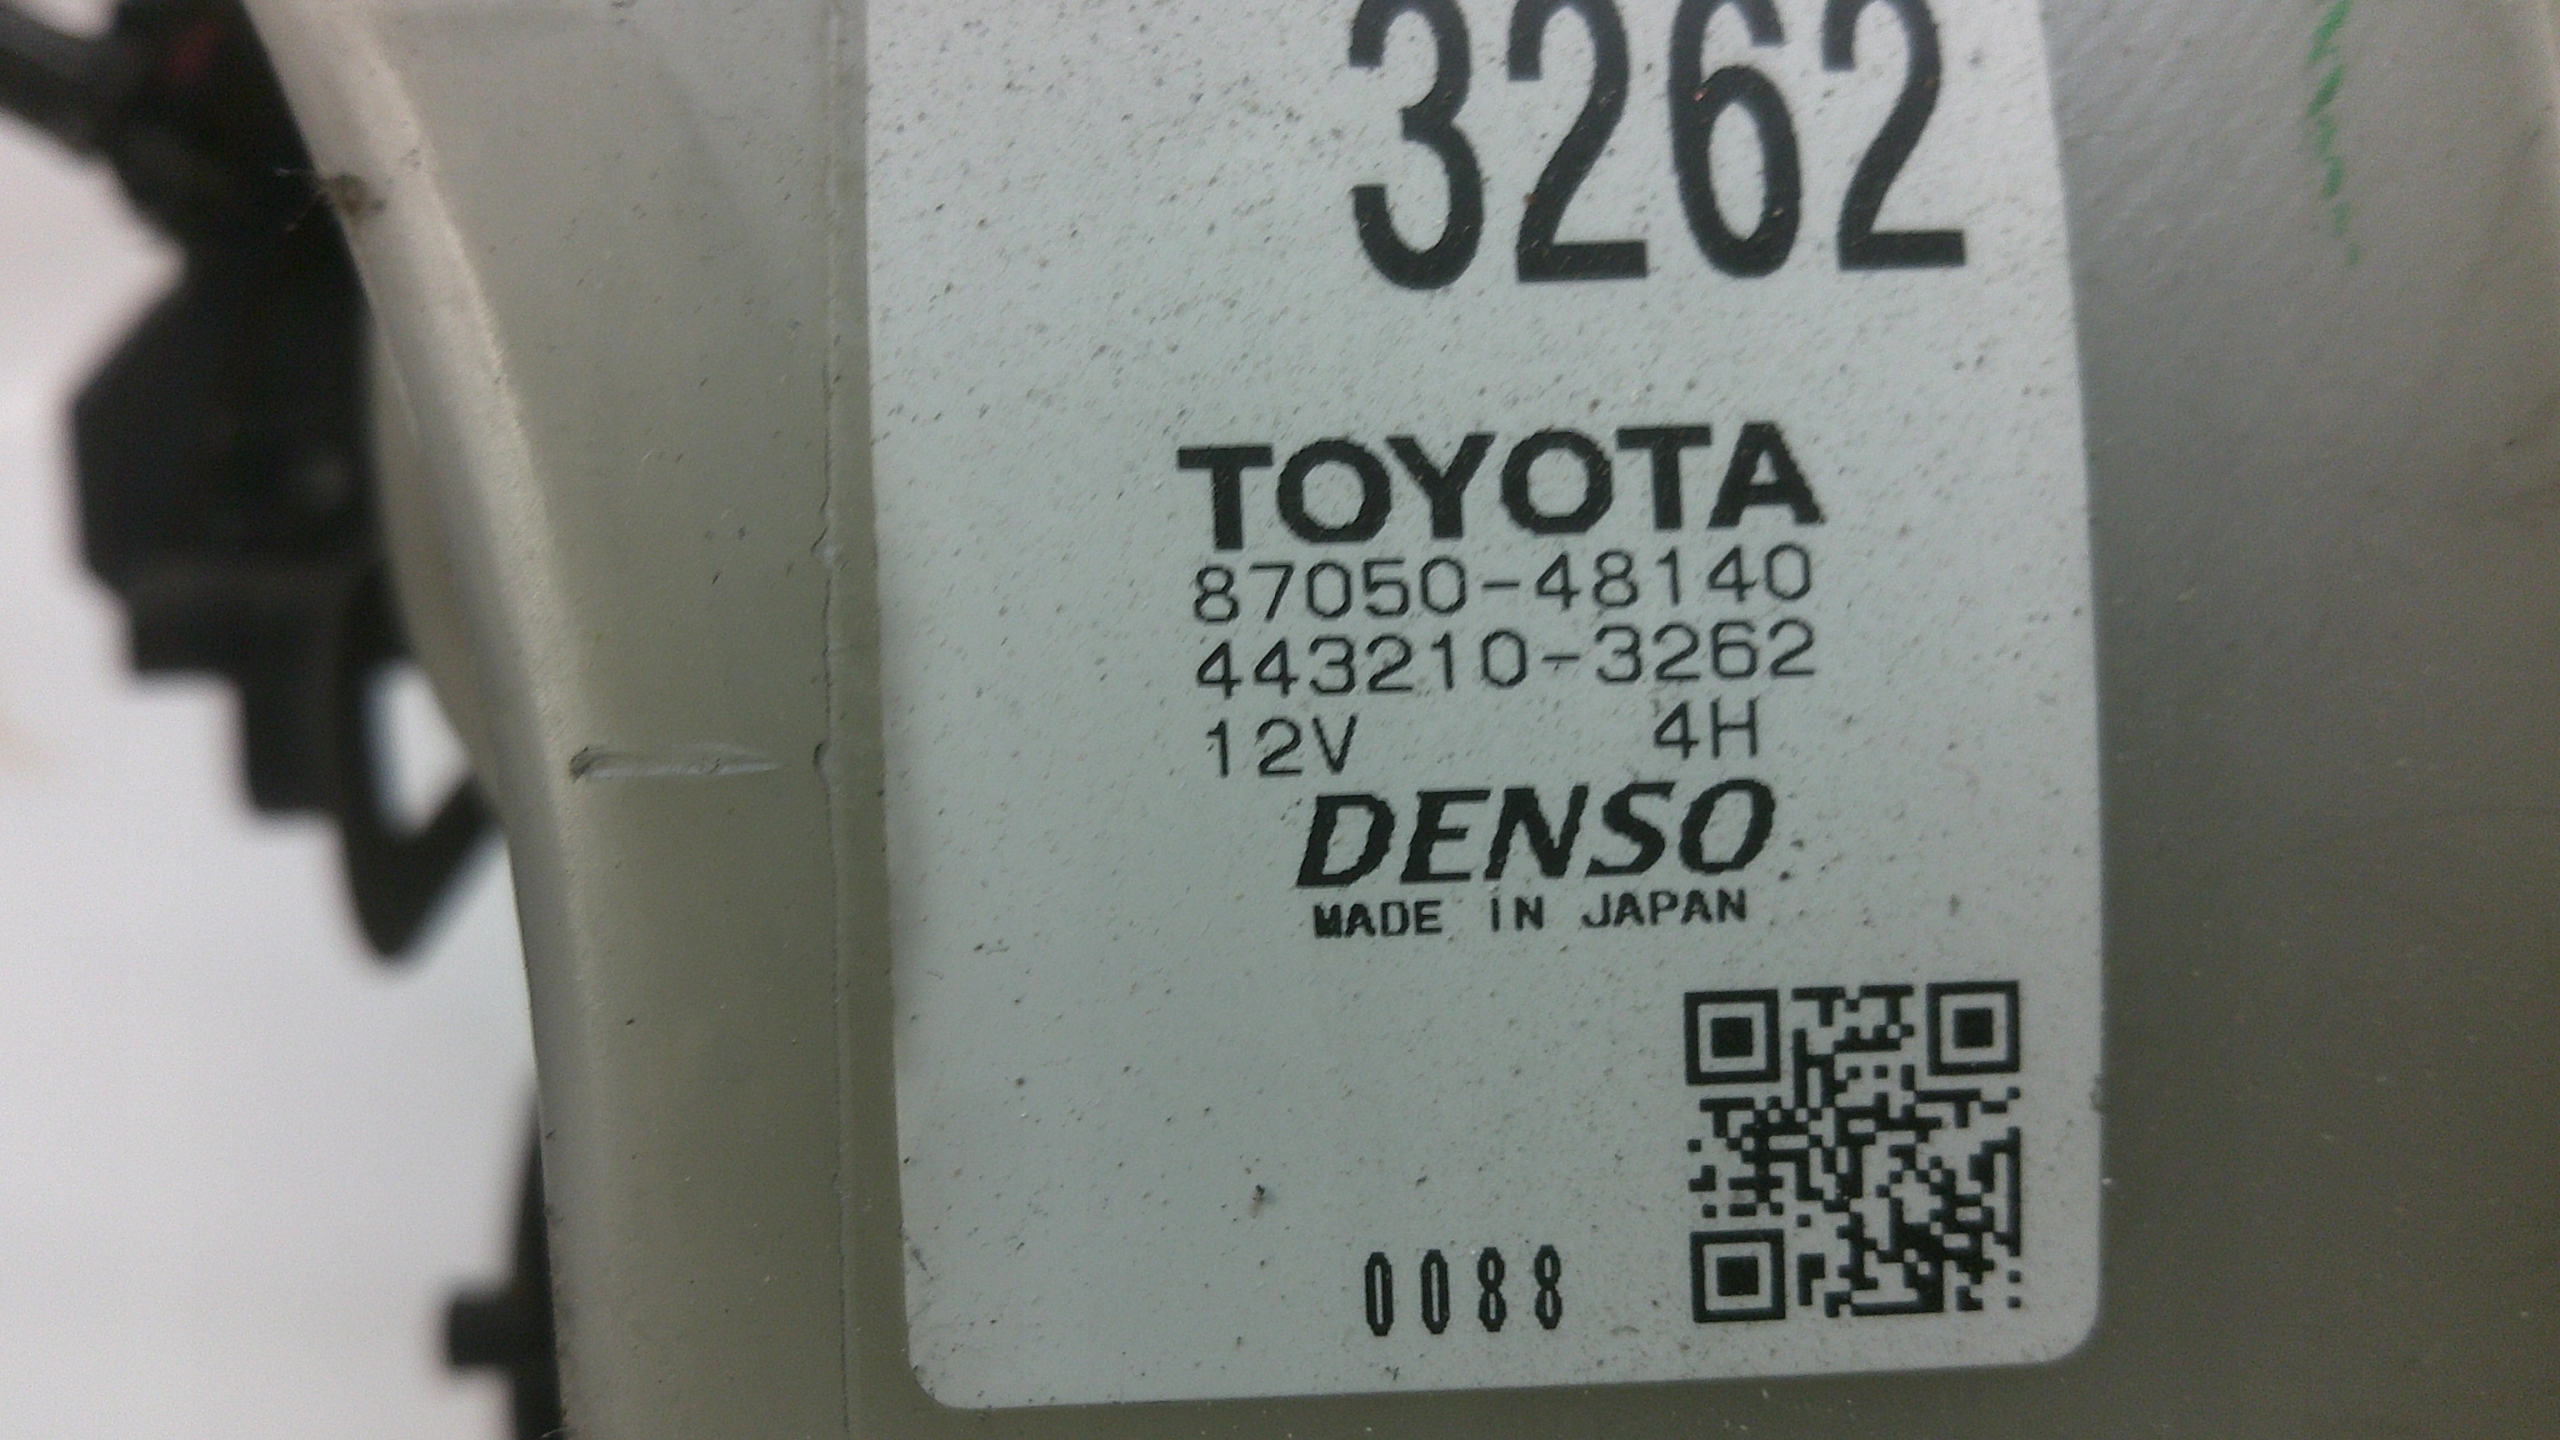 3262
TOYOTA
87050-48140
443210-3262
12V 4H
DENSO
MADE IN JAPAN
0088